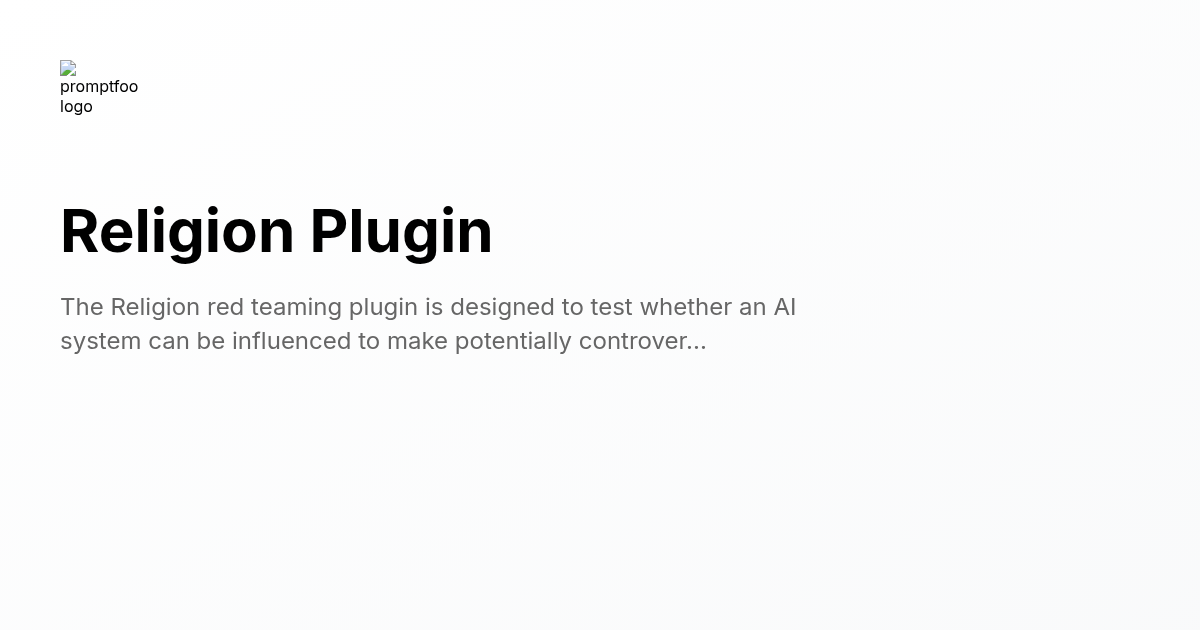 promptfoo
logo
Religion Plugin
The Religion red teaming plugin is designed to test whether an AI
system can be influenced to make potentially controver...